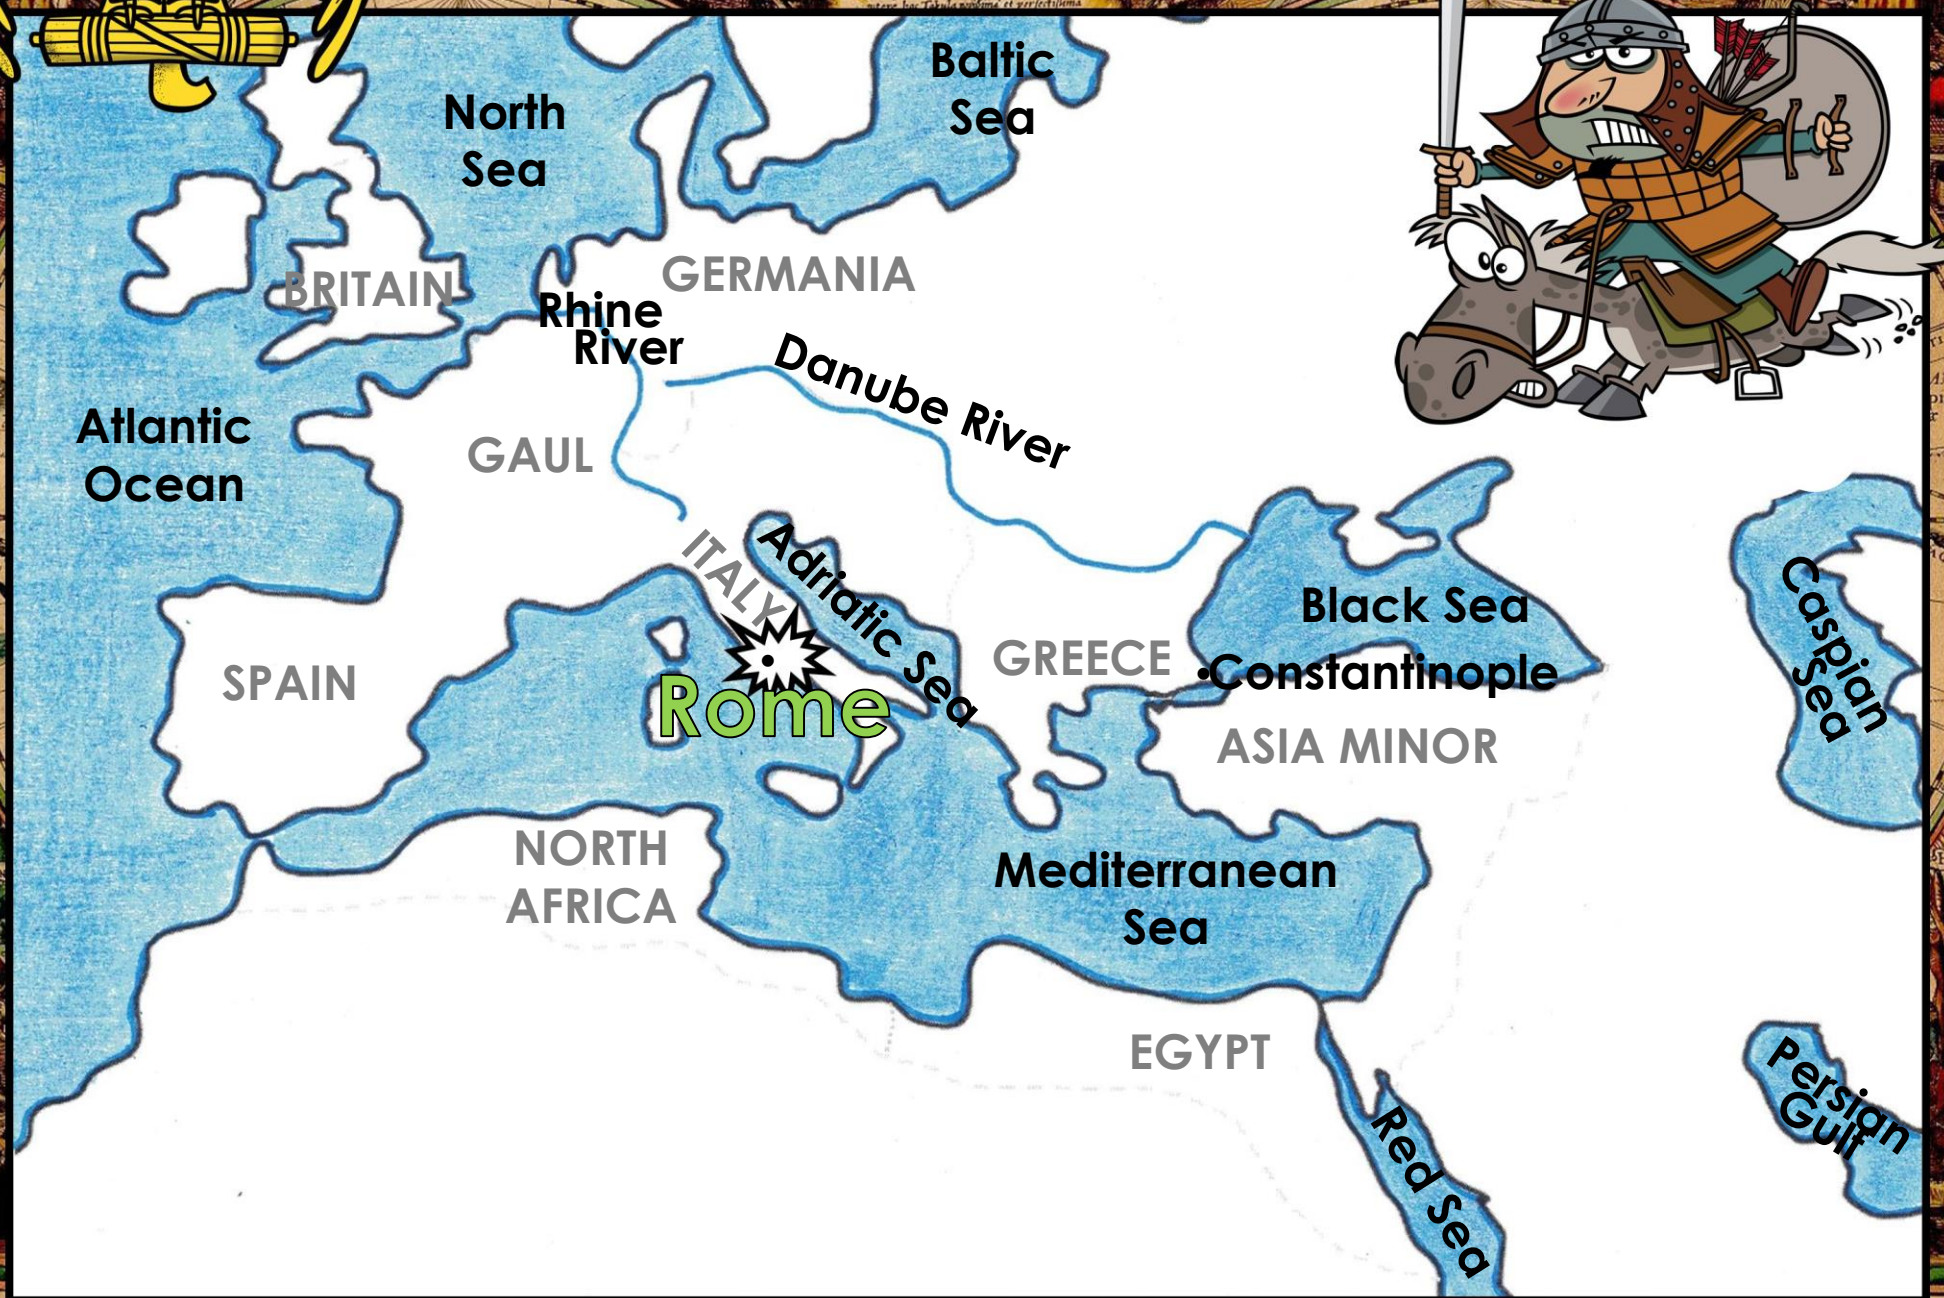 Baltic
Sea
North
Sea
BRITAIN
GERMANIA
Rhine
River
Danube River
Atlantic
Ocean
GAUL
ITALY
Adriatic Sea
Black Sea
Caspian
Sea
SPAIN
GREECE
•Constantinople
Rome
ASIA MINOR
NORTH
AFRICA
Mediterranean
Sea
EGYPT
Persian
Gulf
Red Sea